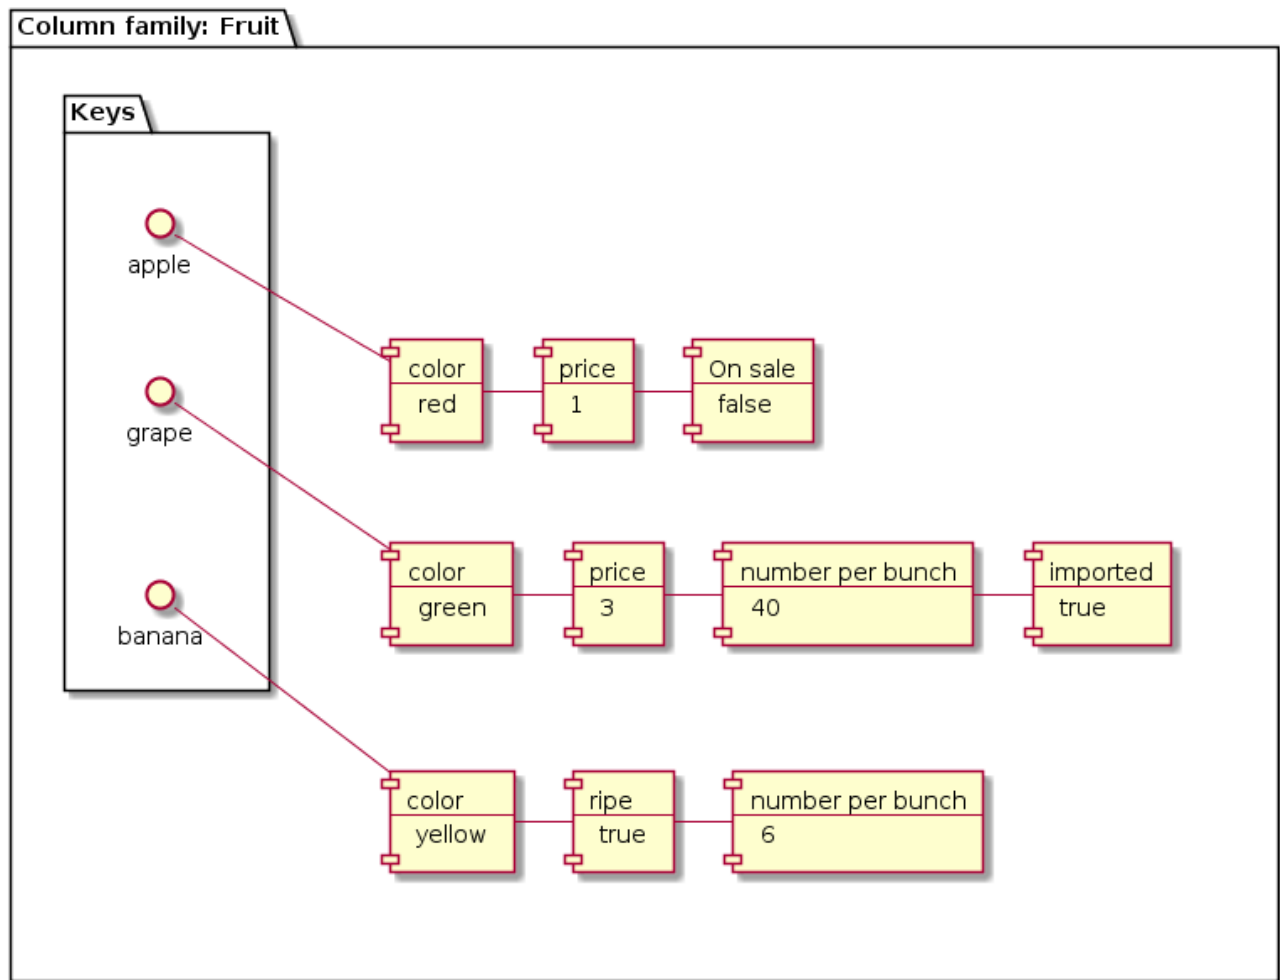 Column family: Fruit
Keys
apple
color
red
price
1
On sale
false
grape
color
green
price
3
number per bunch
40
imported
true
banana
color
yellow
ripe
true
number per bunch
6